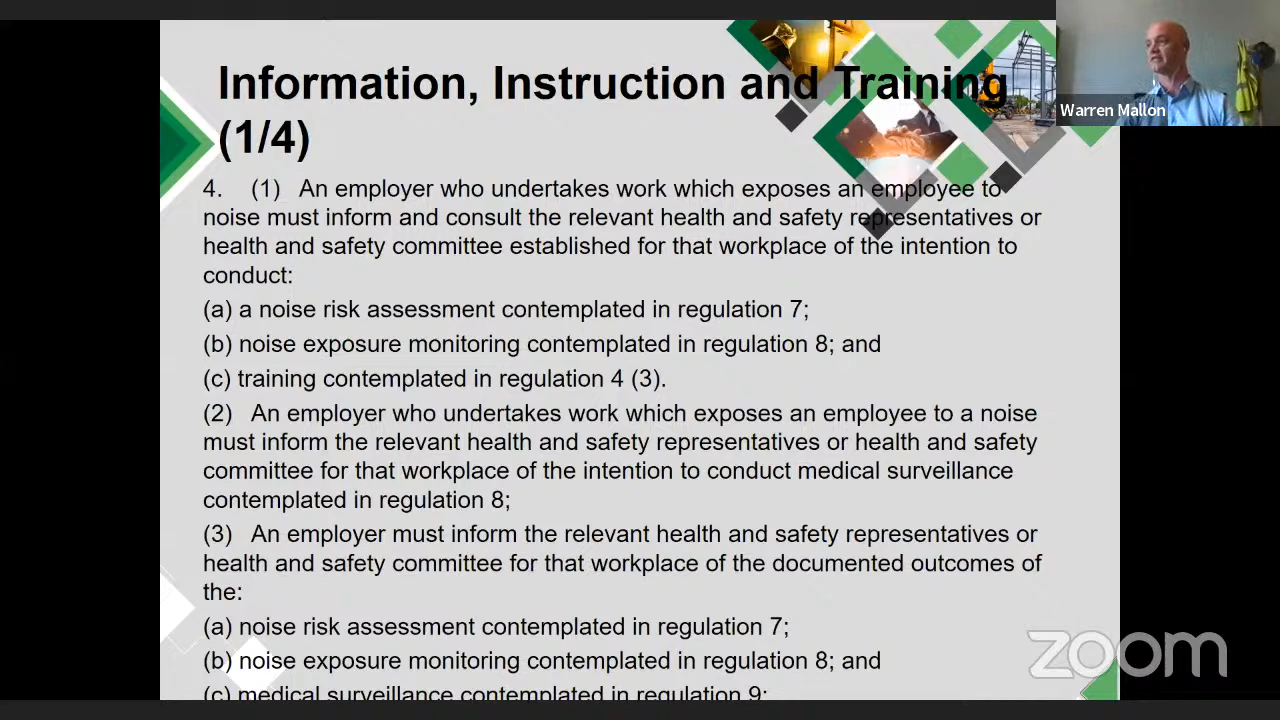 Information, Instruction and Training
(1/4)
Warren Mallon
4. (1) An employer who undertakes work which exposes an employee to
noise must inform and consult the relevant health and safety representatives or
health and safety committee established for that workplace of the intention to
conduct:
(a) a noise risk assessment contemplated in regulation 7;
(b) noise exposure monitoring contemplated in regulation 8; and
(c) training contemplated in regulation 4 (3).
(2) An employer who undertakes work which exposes an employee to a noise
must inform the relevant health and safety representatives or health and safety
committee for that workplace of the intention to conduct medical surveillance
contemplated in regulation 8;
(3) An employer must inform the relevant health and safety representatives or
health and safety committee for that workplace of the documented outcomes of
the:
(a) noise risk assessment contemplated in regulation 7;
(b) noise exposure monitoring contemplated in regulation 8; and
(c) medical surveillance contemplated in regulation 9;
zoom